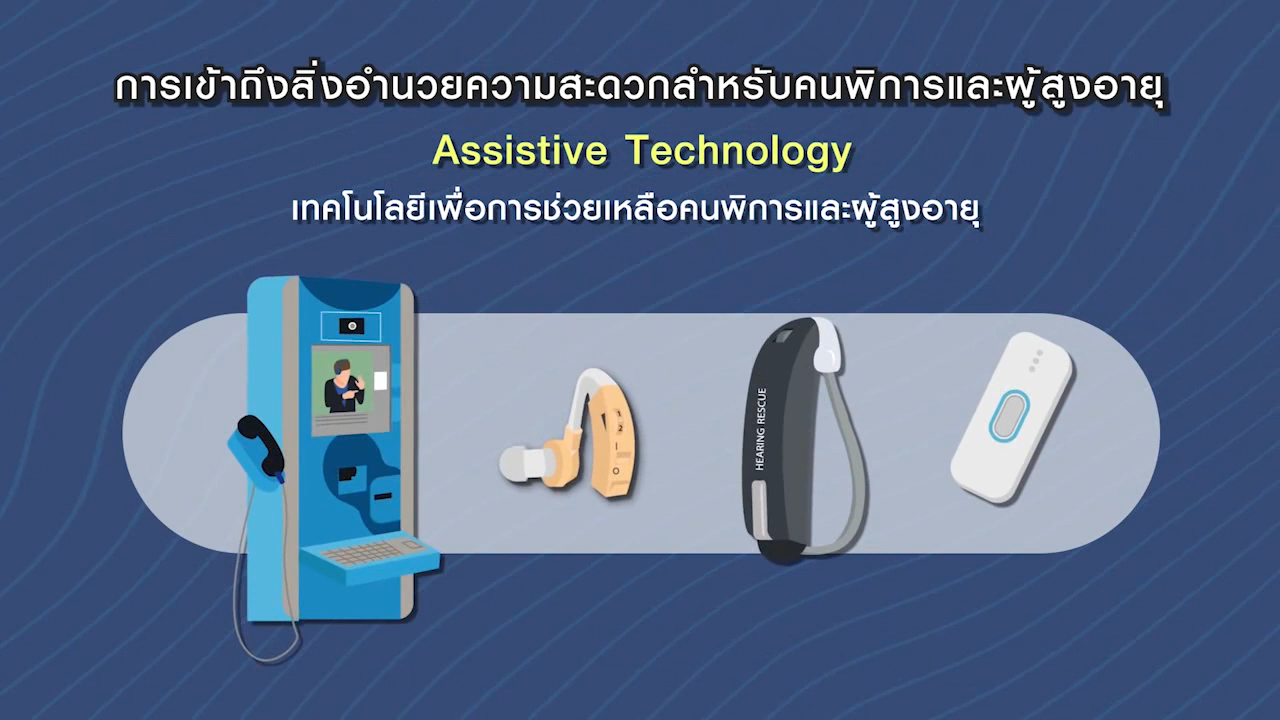 การเข้าถึงสิ่งอำนวยความสะดวกสำหรับคนพิการและผู้สูงอายุ
Assistive Technology
เทคโนโลยีเพื่อการช่วยเหลือคนพิการและผู้สูงอายุ
HEARING RESCUE